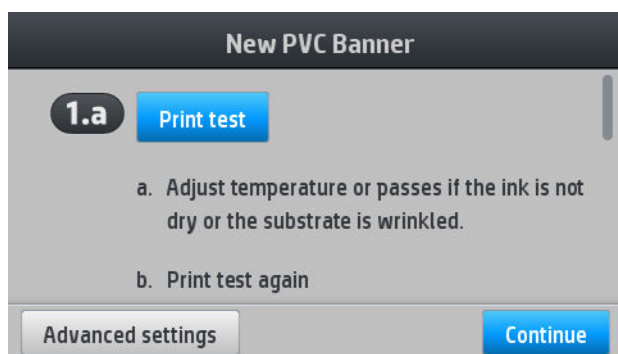 New PVC Banner
1.a Print test
a. Adjust temperature or passes if the ink is not
dry or the substrate is wrinkled.
b. Print test again
Advanced settings Continue